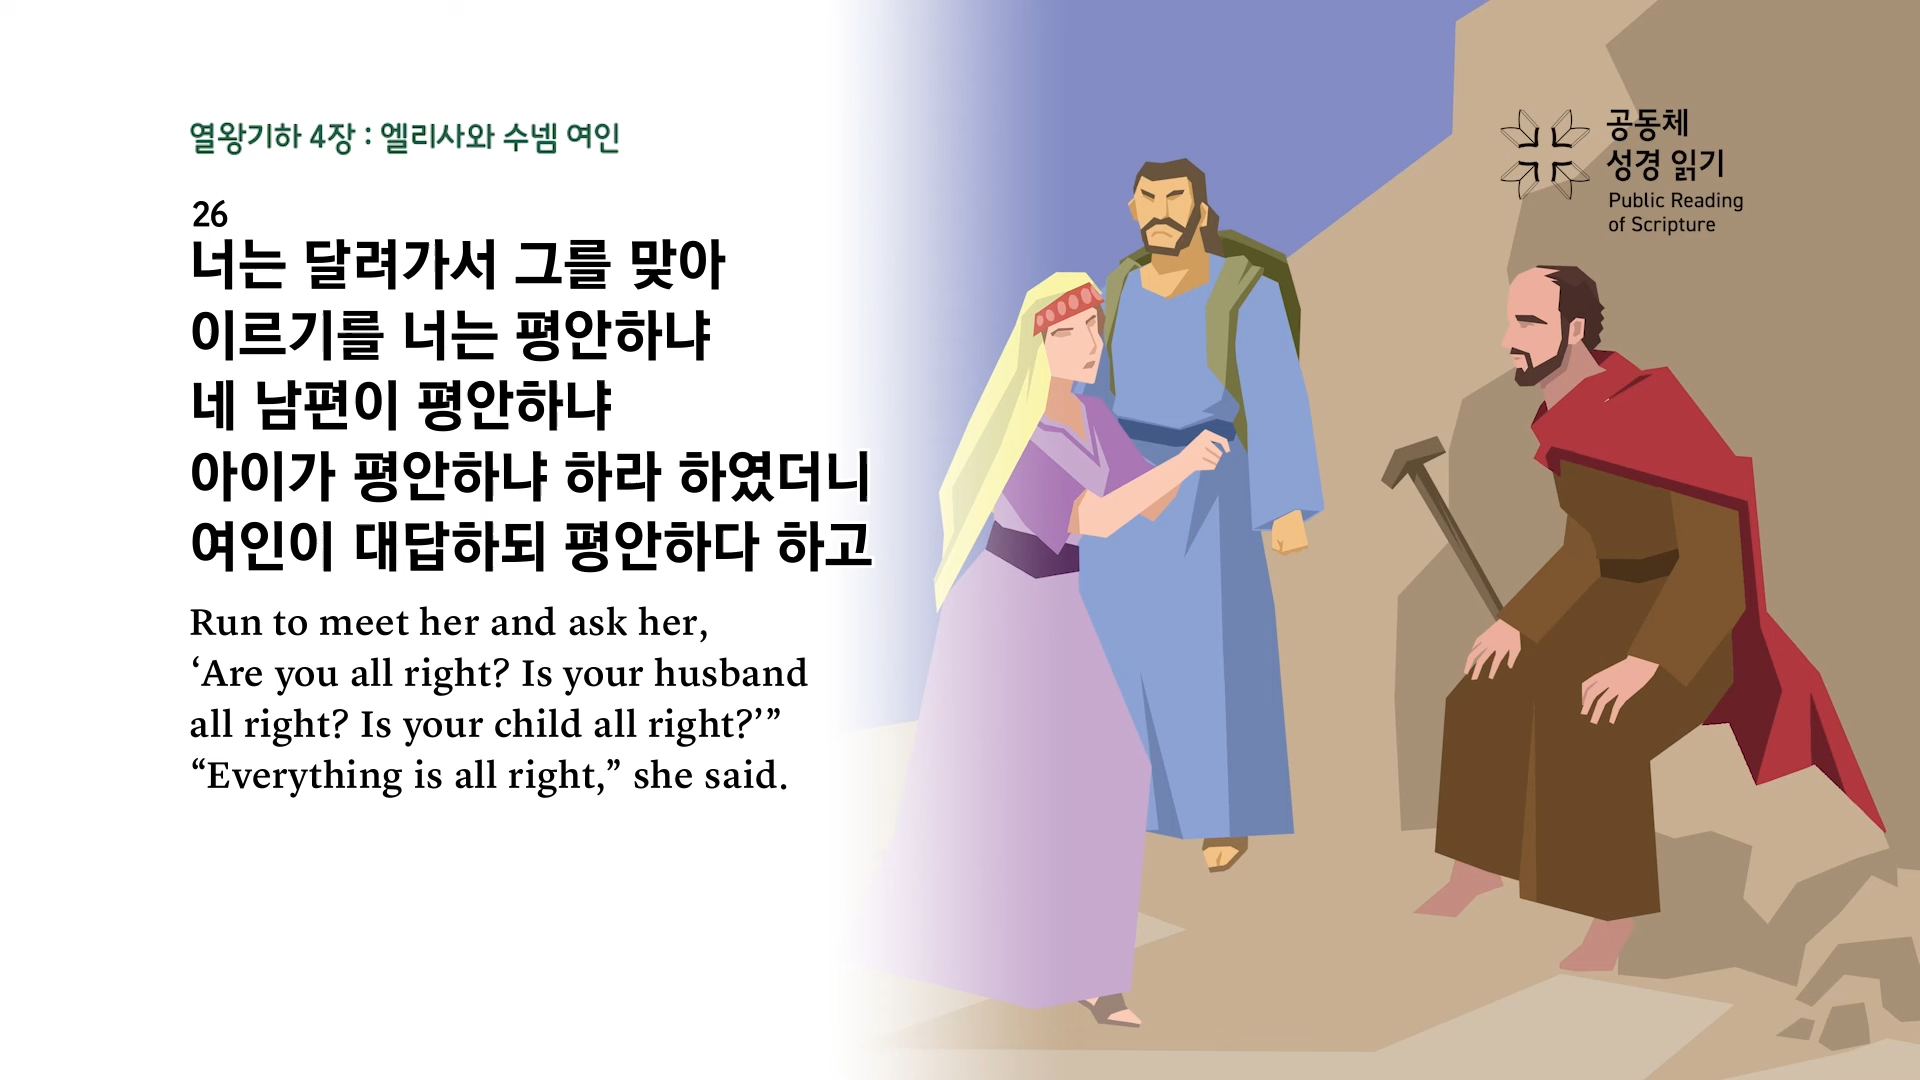 열왕기하 4장 : 엘리사와 수넴 여인
26
너는 달려가서 그를 맞아
이르기를 너는 평안하냐
네 남편이 평안하냐
아이가 평안하냐 하라 하였더니
여인이 대답하되 평안하다 하고
Run to meet her and ask her,
‘Are you all right? Is your husband
all right? Is your child all right?’”
“Everything is all right,” she said.
공동체
성경 읽기
Public Reading
of Scripture